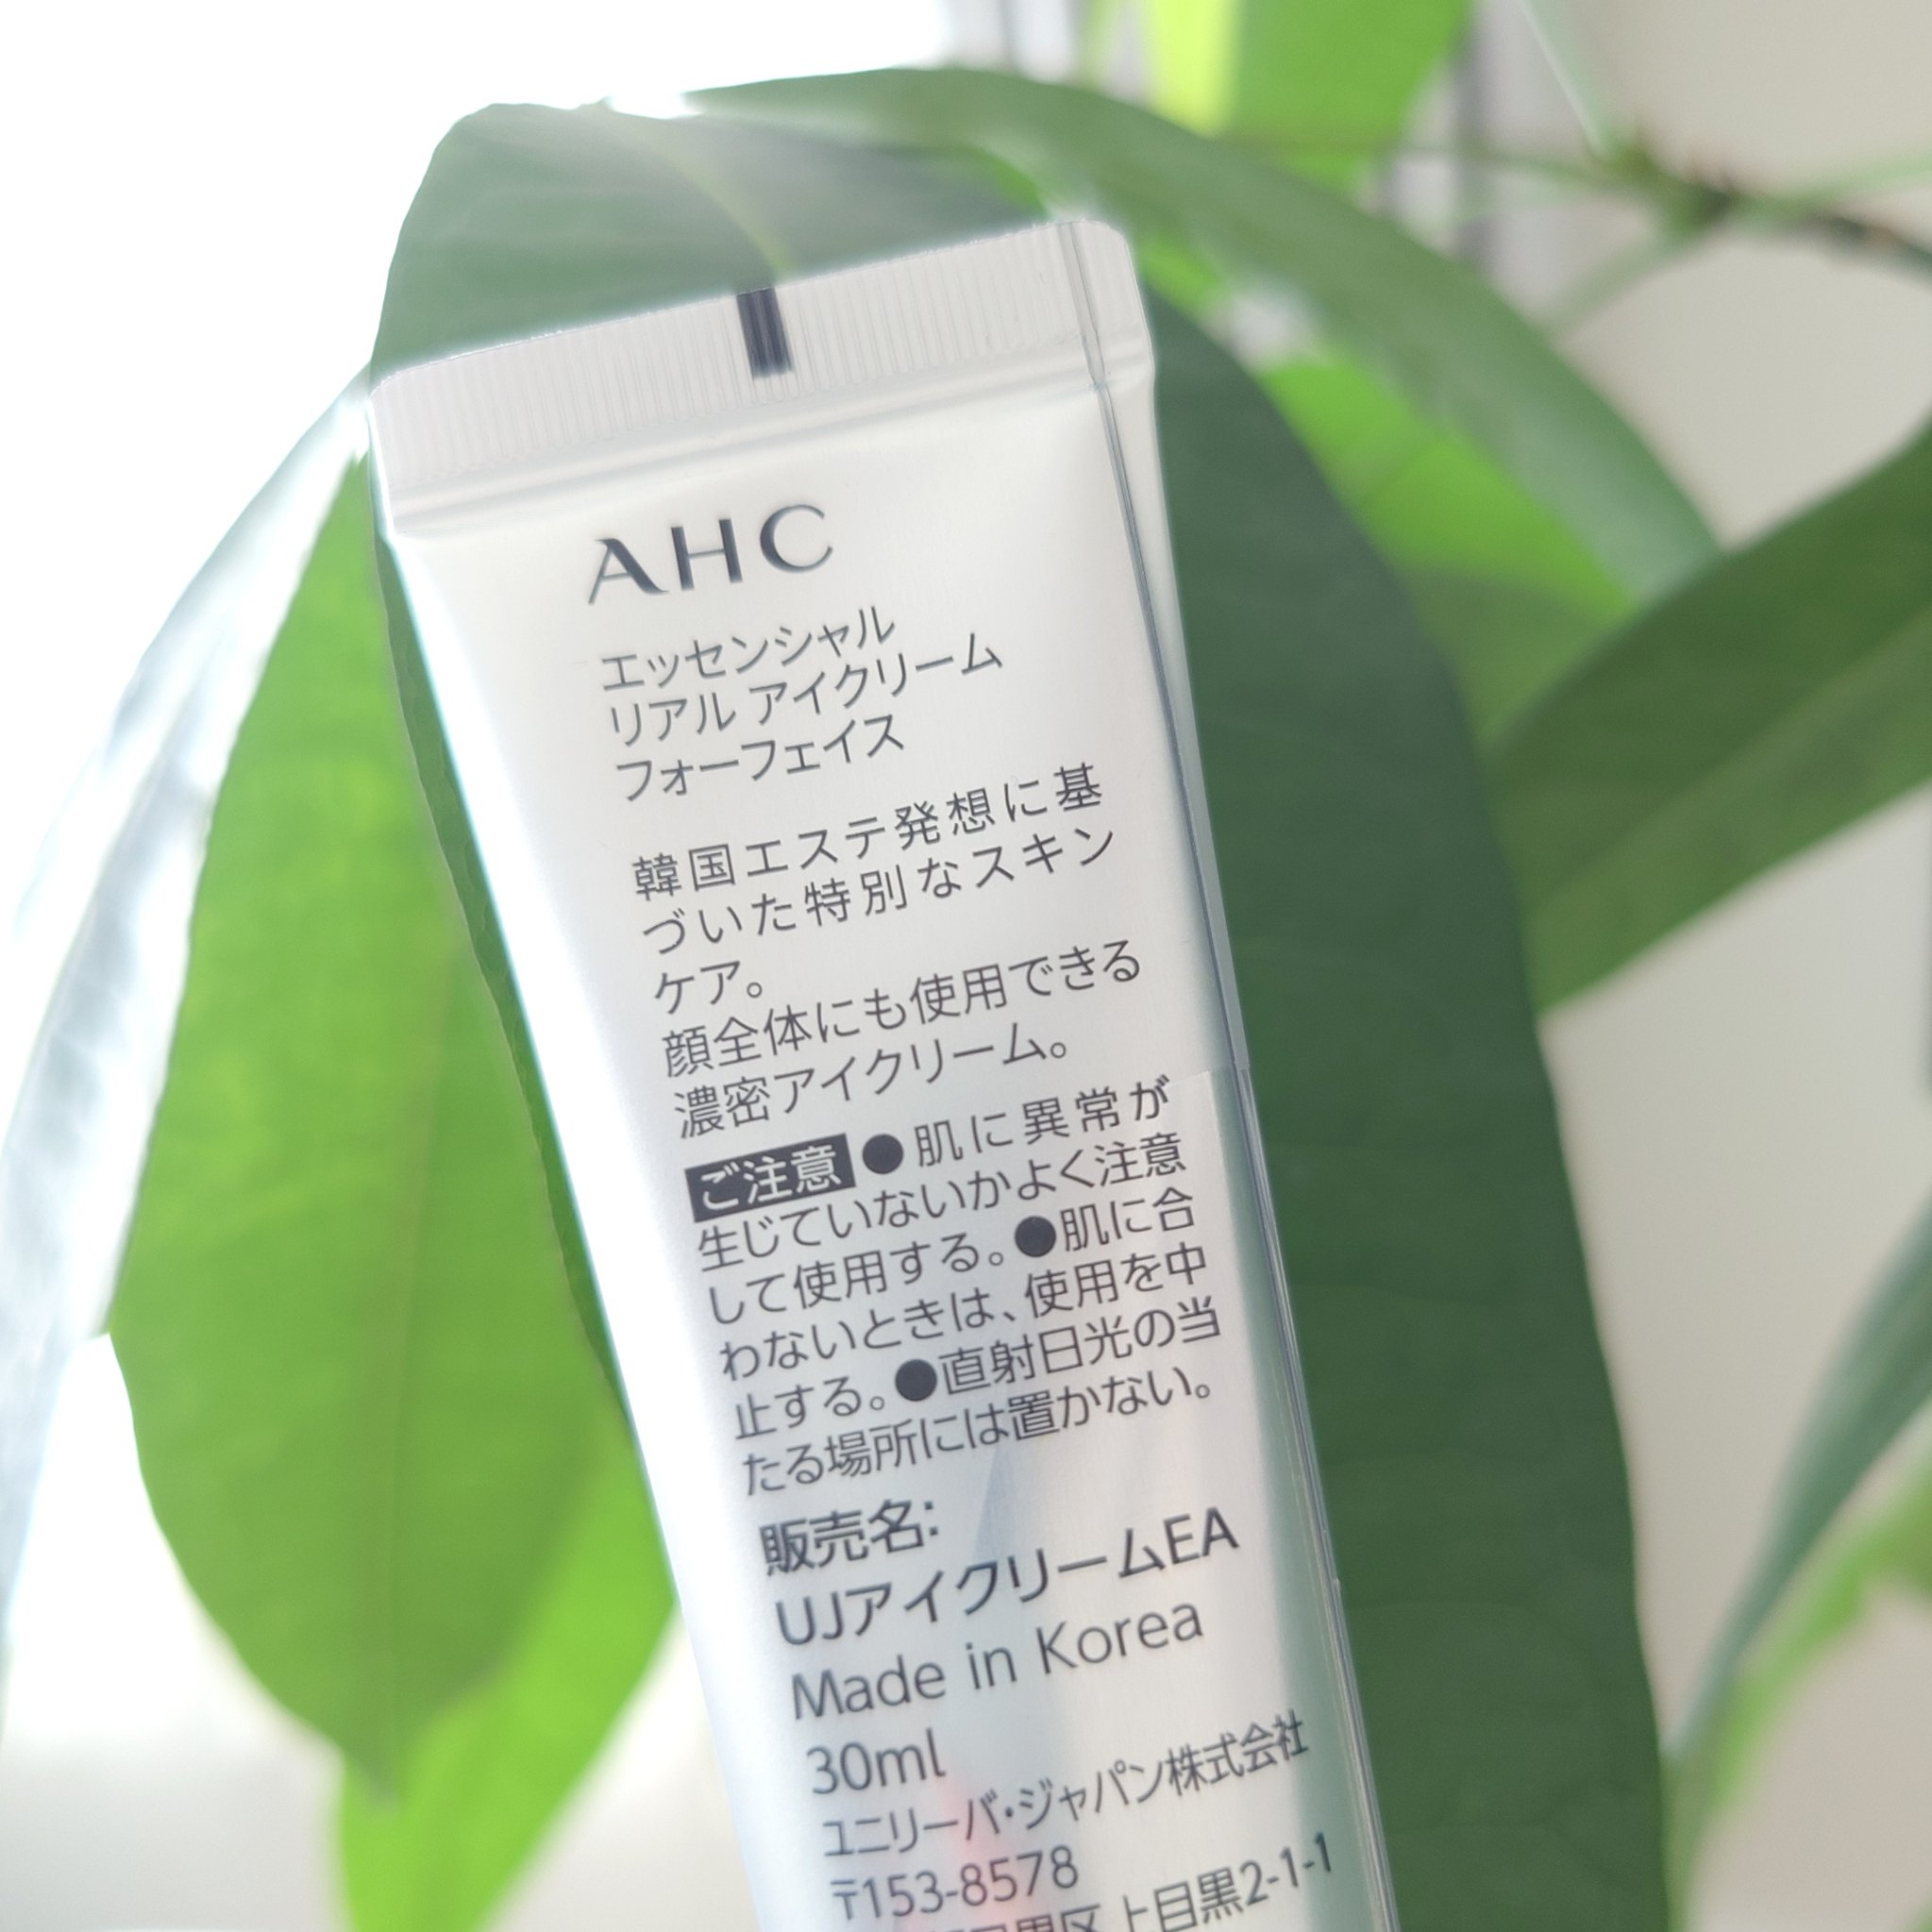 AHC
エッセンシャル
リアル アイクリーム
フォーフェイス
韓国エステ発想に基
づいた特別なスキン
ケア。
顔全体にも使用できる
濃密アイクリーム。
ご注意 ●肌に異常が
生じていないかよく注意
して使用する。●肌に合
わないときは、使用を中
止する。●直射日光の当
たる場所には置かない。
販売名:
UJアイクリームEA
Made in Korea
30ml
ユニリーバ・ジャパン株式会社
〒153-8578
上目黒2-1-1